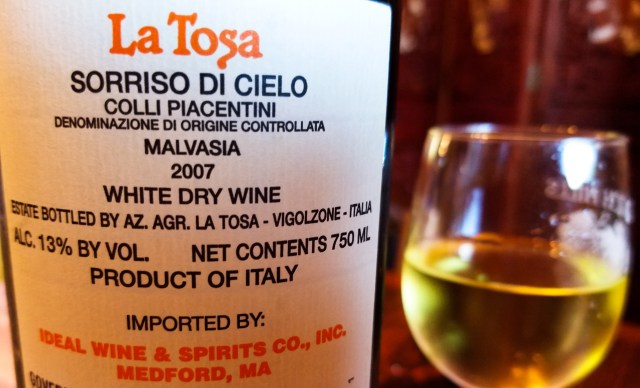 La Tosa
SORRISO DI CIELO
COLLI PIACENTINI
DENOMINAZIONE DI ORIGINE CONTROLLATA
MALVASIA
2007
WHITE DRY WINE
ESTATE BOTTLED BY AZ. AGR. LA TOSA - VIGOLZONE - ITALIA
ALC. 13% BY VOL. NET CONTENTS 750 ML
PRODUCT OF ITALY
IMPORTED BY:
IDEAL WINE & SPIRITS CO., INC.
MEDFORD, MA